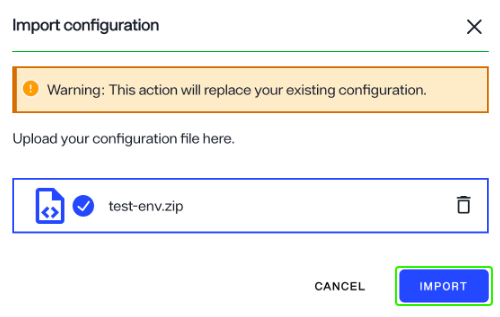 Import configuration
Warning: This action will replace your existing configuration.
Upload your configuration file here.
test-env.zip
CANCEL IMPORT